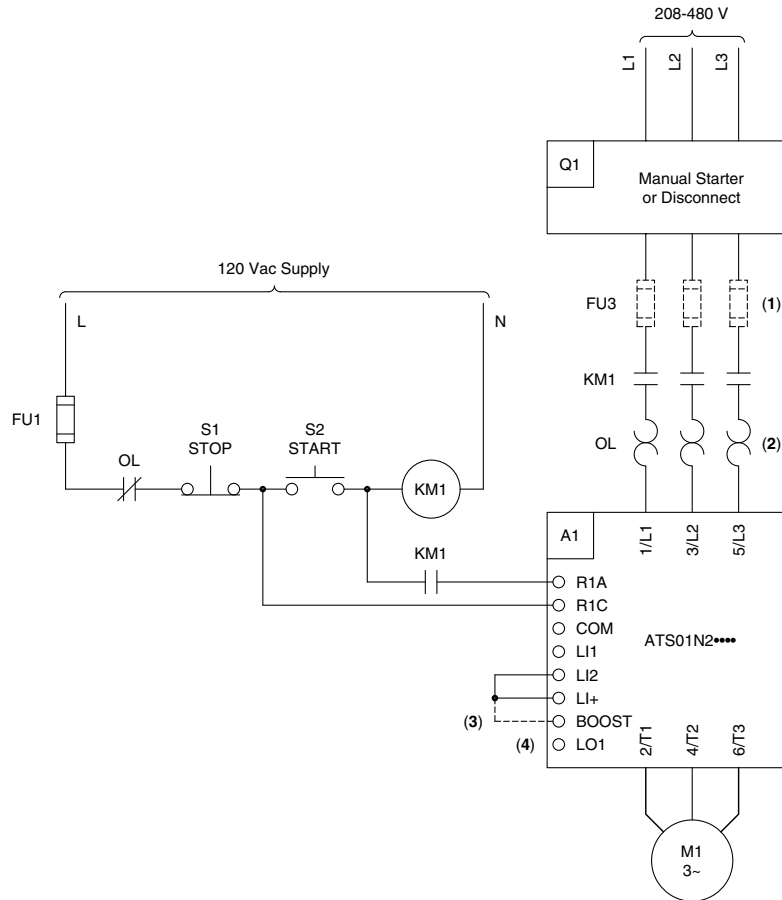 208-480 V
L1
L2
L3
Q1
Manual Starter
or Disconnect
120 Vac Supply
L
N
FU3
(1)
KM1
FU1
S1
STOP
S2
START
OL
KM1
OL
(2)
A1
1/L1
3/L2
5/L3
KM1
R1A
R1C
COM
ATS01N2••••
LI1
LI2
LI+
(3)
BOOST
(4)
LO1
2/T1
4/T2
6/T3
M1
3~